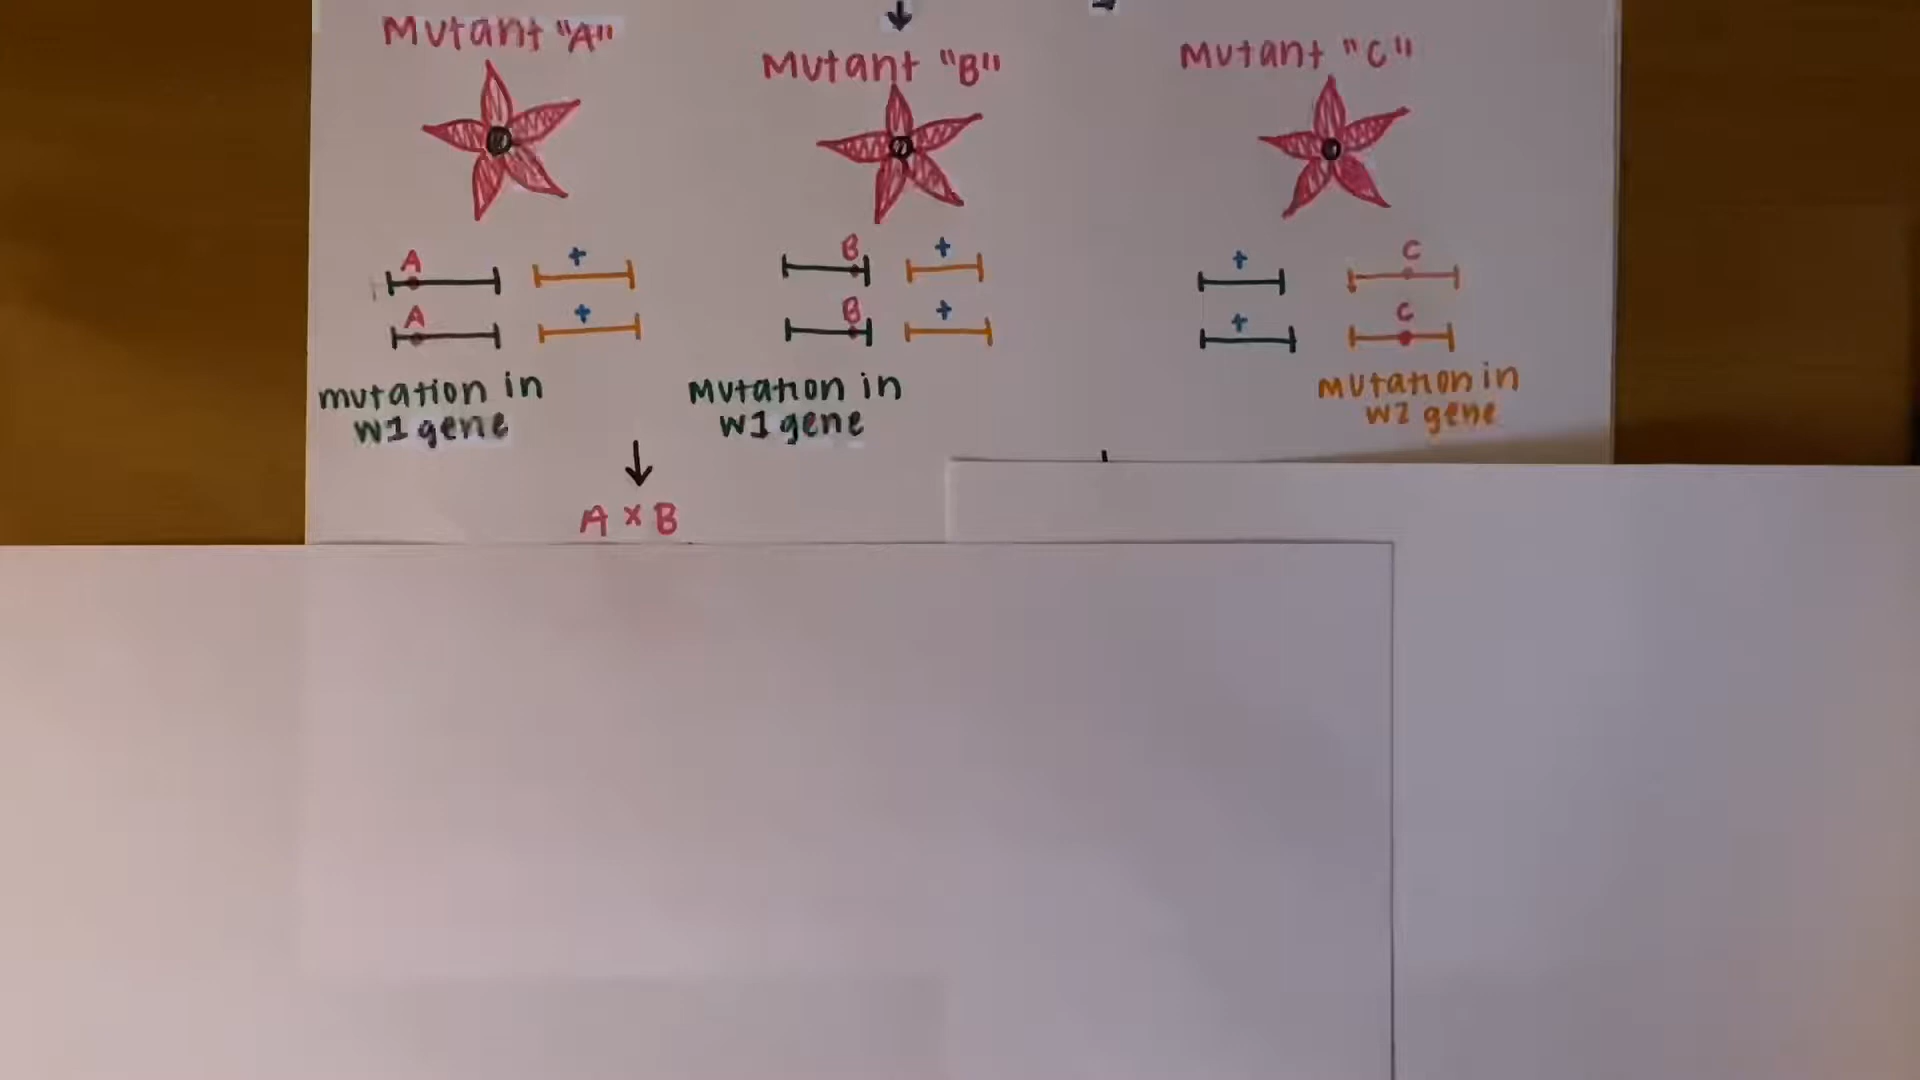 Mutant "A"
Mutant "B"
Mutant "C"
A
+
B
+
+
C
A
+
B
+
+
C
mutation in
w1 gene
Mutation in
w1 gene
Mutation in
w2 gene
A x B